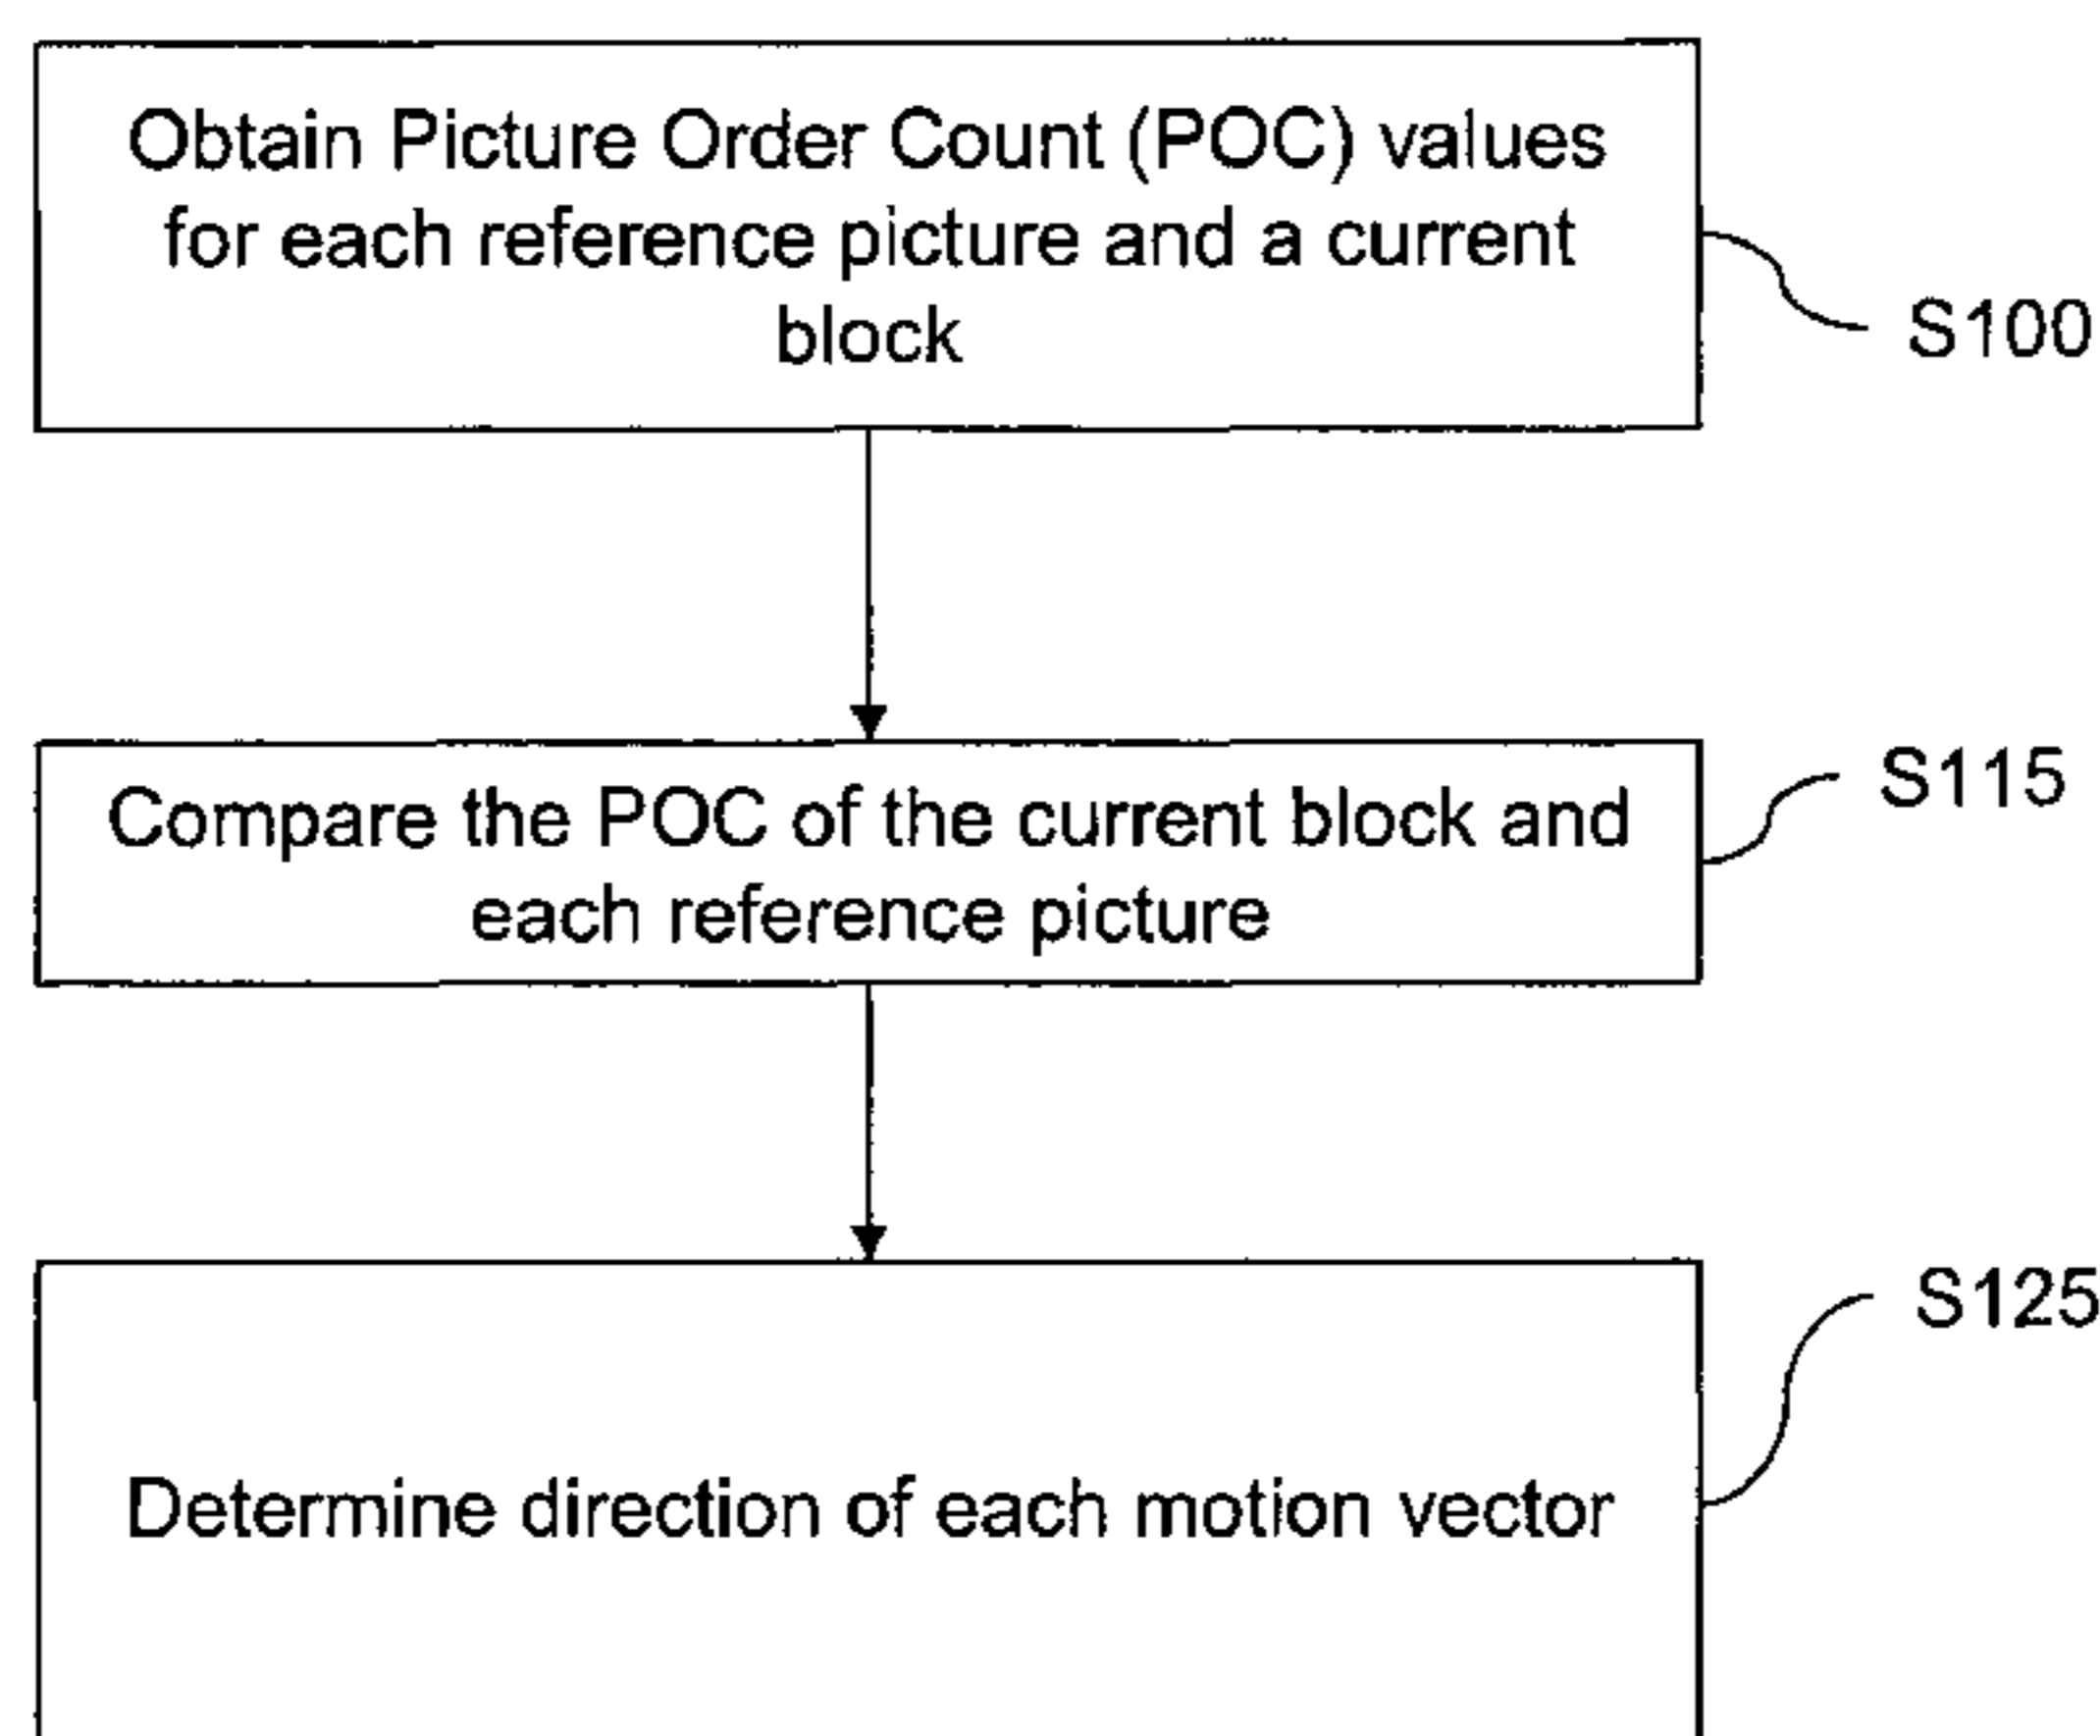 Obtain Picture Order Count (POC) values
for each reference picture and a current
block
S100
Compare the POC of the current block and
each reference picture
S115
Determine direction of each motion vector
S125